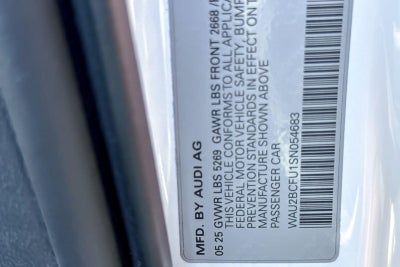 MFD. BY AUDI AG
05 25 GVWR LBS 5269 GAWR LBS FRONT 2668
THIS VEHICLE CONFORMS TO ALL
FEDERAL MOTOR VEHICLE SAFETY, BUMP
PREVENTION STANDARDS IN EFFECT ON
MANUFACTURE SHOWN ABOVE
PASSENGER CAR
WAU2BCFU1SN054683